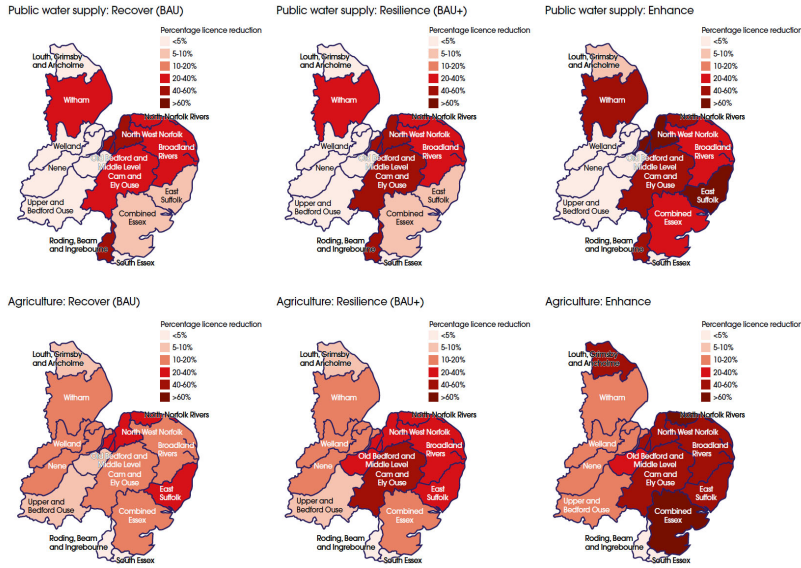 Public water supply: Recover (BAU)
Percentage licence reduction
<5%
5-10%
10-20%
20-40%
40-60%
>60%
Louth, Grimsby
and Ancholme
Witham
North Norfolk Rivers
North West Norfolk
Broadland
Rivers
Welland
Old Bedford and
Middle Level
Nene
Cam and
Ely Ouse
East
Suffolk
Upper and
Bedford Ouse
Combined
Essex
Roding, Beam
and Ingrebourne
South Essex
Public water supply: Resilience (BAU+)
Percentage licence reduction
<5%
5-10%
10-20%
20-40%
40-60%
>60%
Louth, Grimsby
and Ancholme
Witham
North Norfolk Rivers
North West Norfolk
Broadland
Rivers
Welland
Old Bedford and
Middle Level
Nene
Cam and
Ely Ouse
East
Suffolk
Upper and
Bedford Ouse
Combined
Essex
Roding, Beam
and Ingrebourne
South Essex
Public water supply: Enhance
Percentage licence reduction
<5%
5-10%
10-20%
20-40%
40-60%
>60%
Louth, Grimsby
and Ancholme
Witham
North Norfolk Rivers
North West Norfolk
Broadland
Rivers
Welland
Old Bedford and
Middle Level
Nene
Cam and
Ely Ouse
East
Suffolk
Upper and
Bedford Ouse
Combined
Essex
Roding, Beam
and Ingrebourne
South Essex
Agriculture: Recover (BAU)
Percentage licence reduction
<5%
5-10%
10-20%
20-40%
40-60%
>60%
Louth, Grimsby
and Ancholme
Witham
North Norfolk Rivers
North West Norfolk
Broadland
Rivers
Welland
Old Bedford and
Middle Level
Nene
Cam and
Ely Ouse
East
Suffolk
Upper and
Bedford Ouse
Combined
Essex
Roding, Beam
and Ingrebourne
South Essex
Agriculture: Resilience (BAU+)
Percentage licence reduction
<5%
5-10%
10-20%
20-40%
40-60%
>60%
Louth, Grimsby
and Ancholme
Witham
North Norfolk Rivers
North West Norfolk
Broadland
Rivers
Welland
Old Bedford and
Middle Level
Nene
Cam and
Ely Ouse
East
Suffolk
Upper and
Bedford Ouse
Combined
Essex
Roding, Beam
and Ingrebourne
South Essex
Agriculture: Enhance
Percentage licence reduction
<5%
5-10%
10-20%
20-40%
40-60%
>60%
Louth, Grimsby
and Ancholme
Witham
North Norfolk Rivers
North West Norfolk
Broadland
Rivers
Welland
Old Bedford and
Middle Level
Nene
Cam and
Ely Ouse
East
Suffolk
Upper and
Bedford Ouse
Combined
Essex
Roding, Beam
and Ingrebourne
South Essex